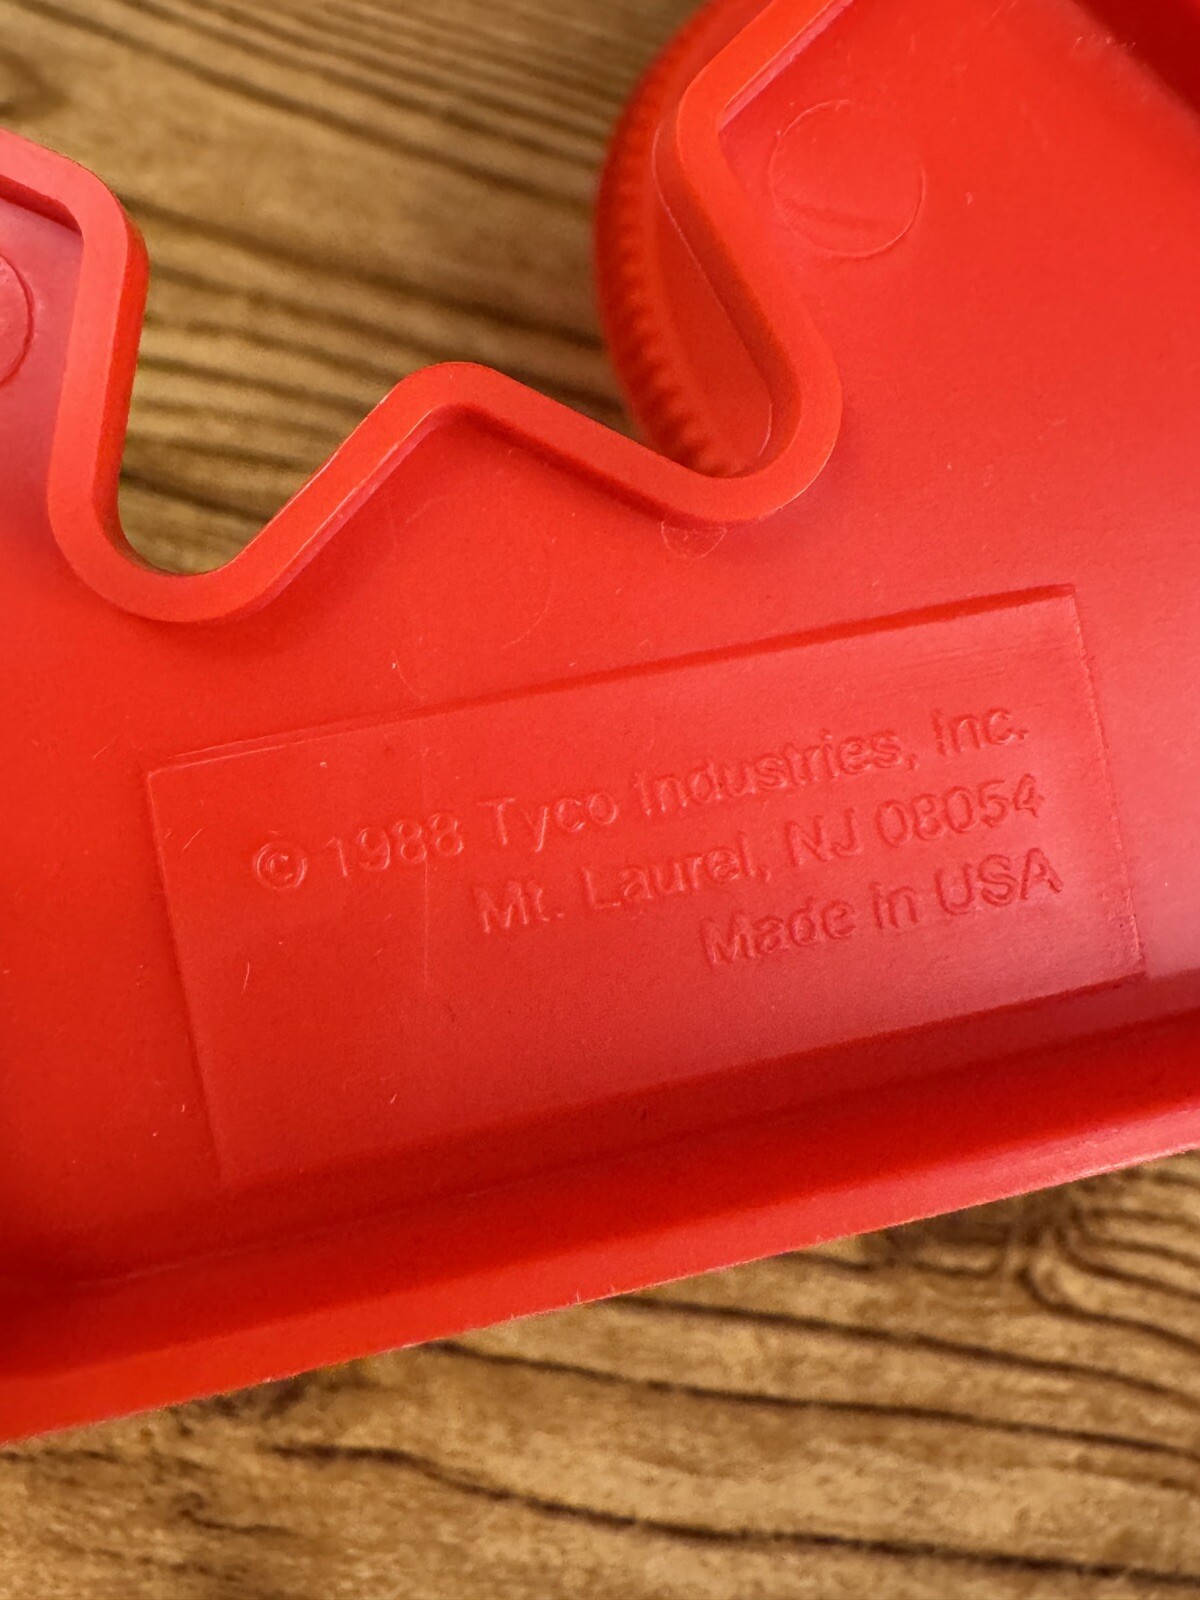 © 1988 Tyco Industries, Inc.
Mt. Laurel, NJ 08054
Made in USA